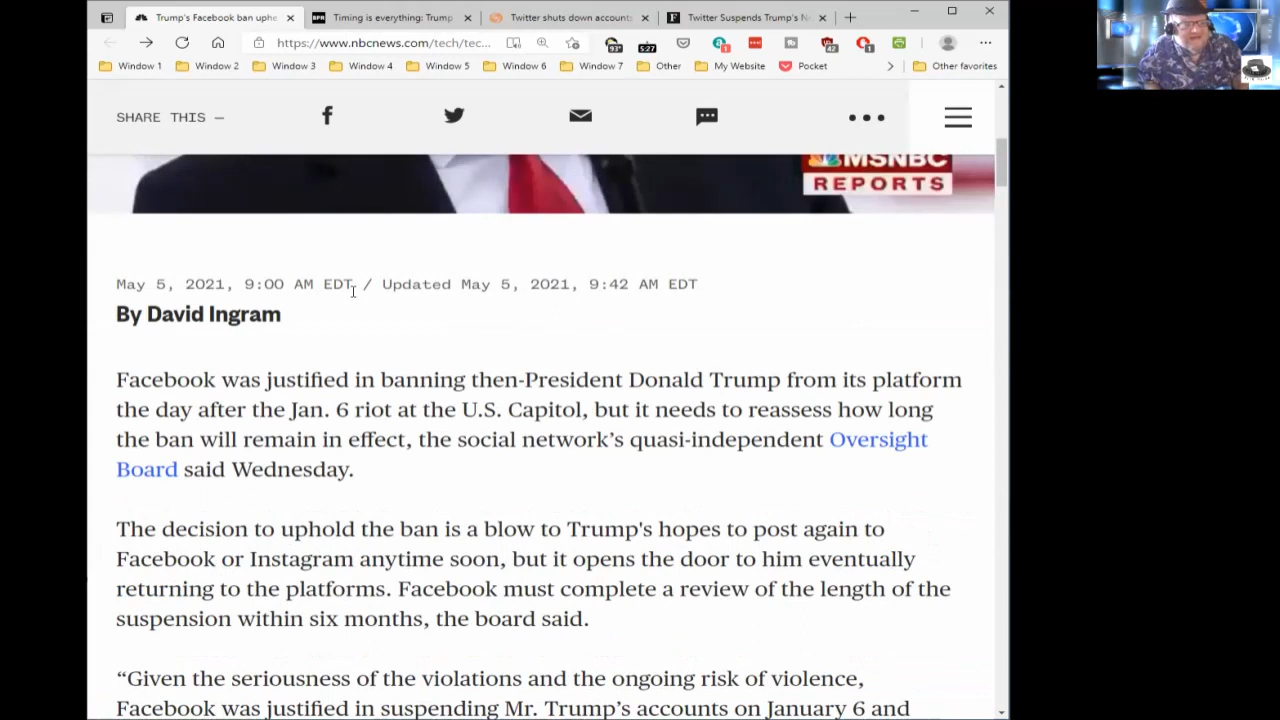 Trump's Facebook ban uphe
Timing is everything: Trump
Twitter shuts down account
Twitter Suspends Trump's N
https://www.nbcnews.com/tech/tec...
93°
5:27
1
42
1
Window 1
Window 2
Window 3
Window 4
Window 5
Window 6
Window 7
Other
My Website
Pocket
Other favorites
SHARE THIS —
MSNBC
REPORTS
May 5, 2021, 9:00 AM EDT / Updated May 5, 2021, 9:42 AM EDT
By David Ingram
Facebook was justified in banning then-President Donald Trump from its platform
the day after the Jan. 6 riot at the U.S. Capitol, but it needs to reassess how long
the ban will remain in effect, the social network's quasi-independent Oversight
Board said Wednesday.
The decision to uphold the ban is a blow to Trump's hopes to post again to
Facebook or Instagram anytime soon, but it opens the door to him eventually
returning to the platforms. Facebook must complete a review of the length of the
suspension within six months, the board said.
“Given the seriousness of the violations and the ongoing risk of violence,
Facebook was justified in suspending Mr. Trump’s accounts on January 6 and